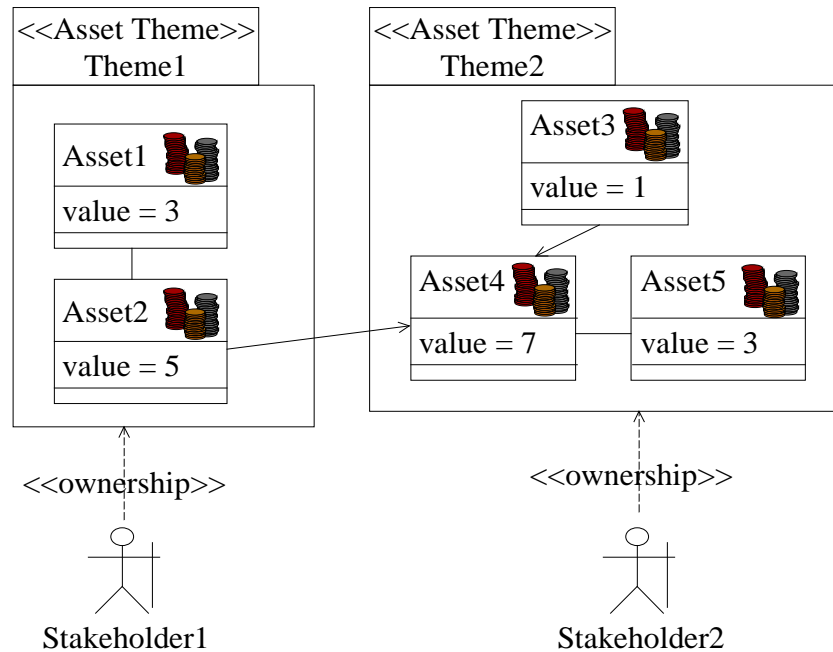 <<Asset Theme>>
Theme1
Asset1
value = 3
Asset2
value = 5
<<ownership>>
Stakeholder1
<<Asset Theme>>
Theme2
Asset3
value = 1
Asset4
value = 7
Asset5
value = 3
<<ownership>>
Stakeholder2